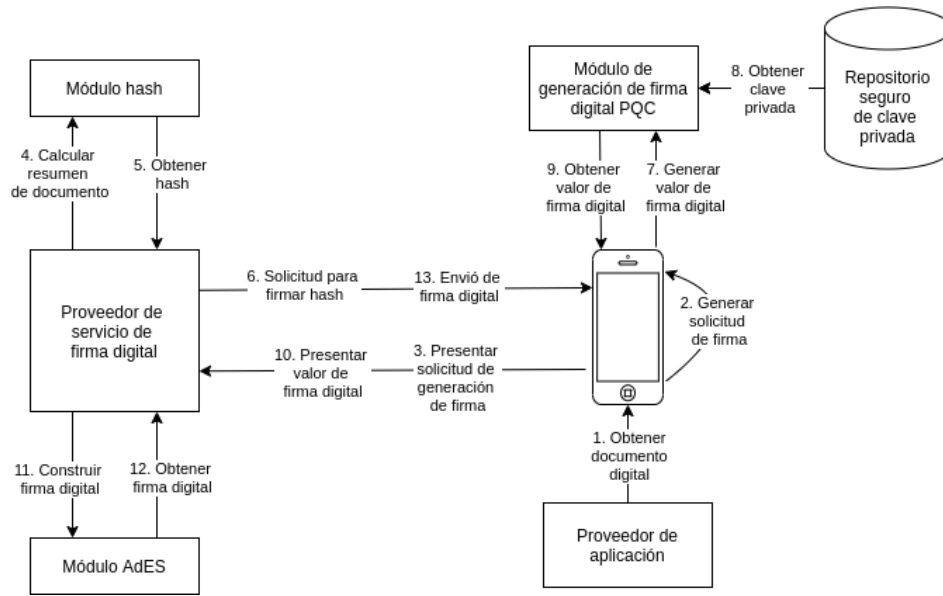 Módulo hash
Módulo de
generación de firma
digital PQC
8. Obtener
clave
privada
Repositorio
seguro
de clave
privada
4. Calcular
resumen
de documento
5. Obtener
hash
9. Obtener
valor de
firma digital
7. Generar
valor de
firma digital
Proveedor de
servicio de
firma digital
6. Solicitud para
firmar hash
13. Envió de
firma digital
2. Generar
solicitud
de firma
10. Presentar
valor de
firma digital
3. Presentar
solicitud de
generación
de firma
11. Construir
firma digital
12. Obtener
firma digital
1. Obtener
documento
digital
Módulo AdES
Proveedor de
aplicación